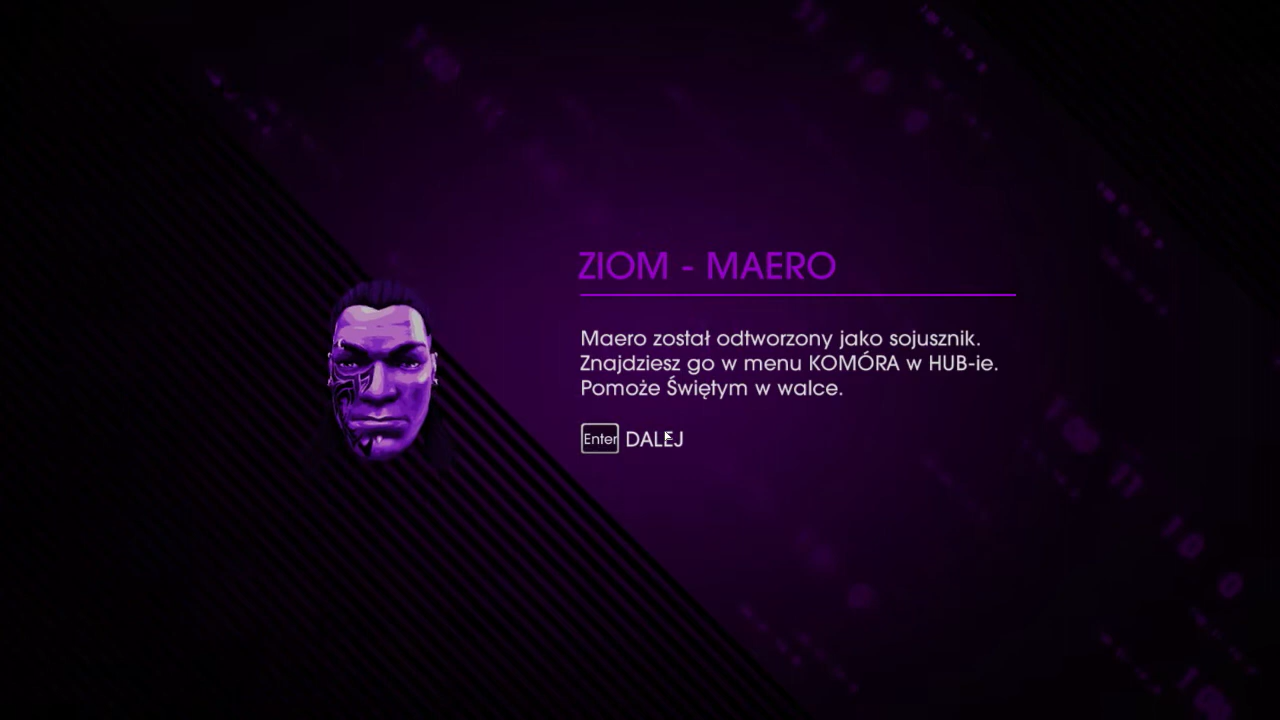 ZIOM - MAERO
Maero został odtworzony jako sojusznik.
Znajdziesz go w menu KOMÓRA w HUB-ie.
Pomoże Świętym w walce.
Enter DALEJ